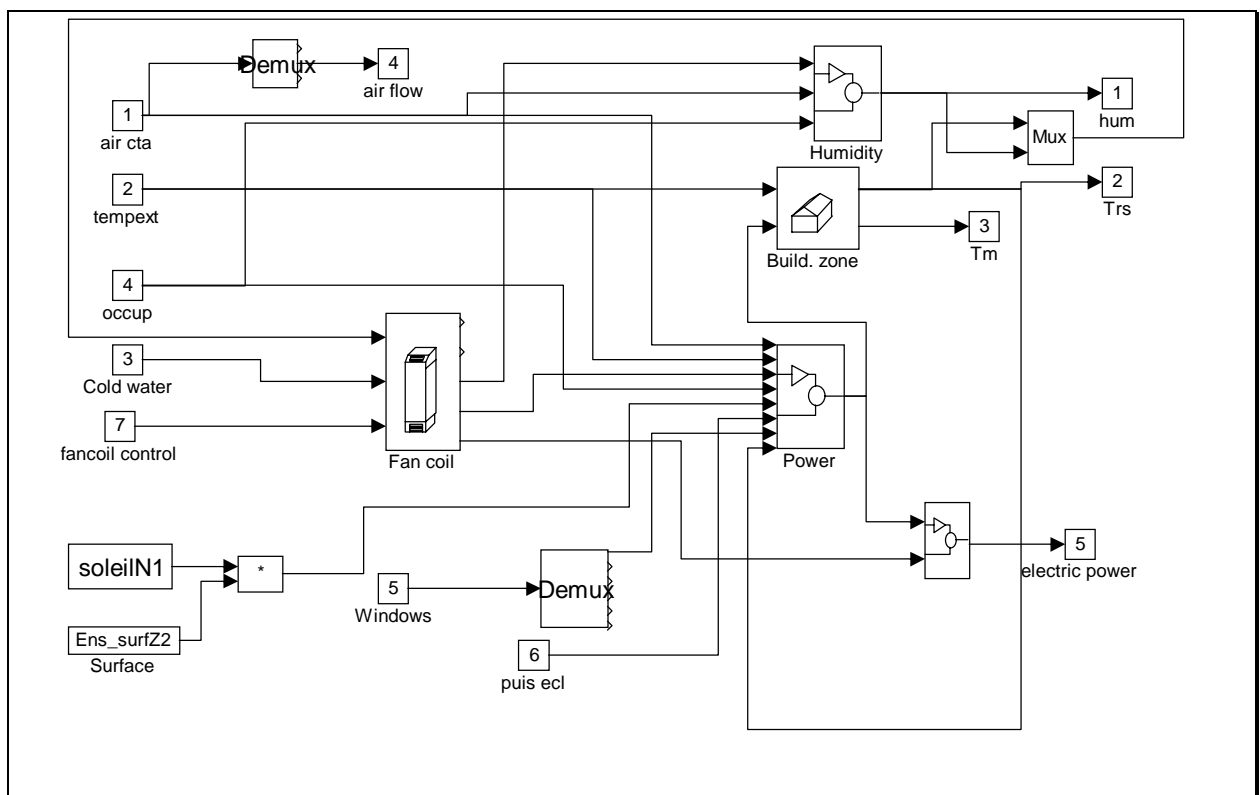 Demux
4
air flow
1
air cta
Humidity
1
hum
Mux
2
tempext
2
Trs
Build. zone
3
Tm
4
occup
3
Cold water
7
fancoil control
Fan coil
Power
soleilN1
*
Ens_surfZ2
Surface
5
Windows
Demux
6
puis ecl
5
electric power